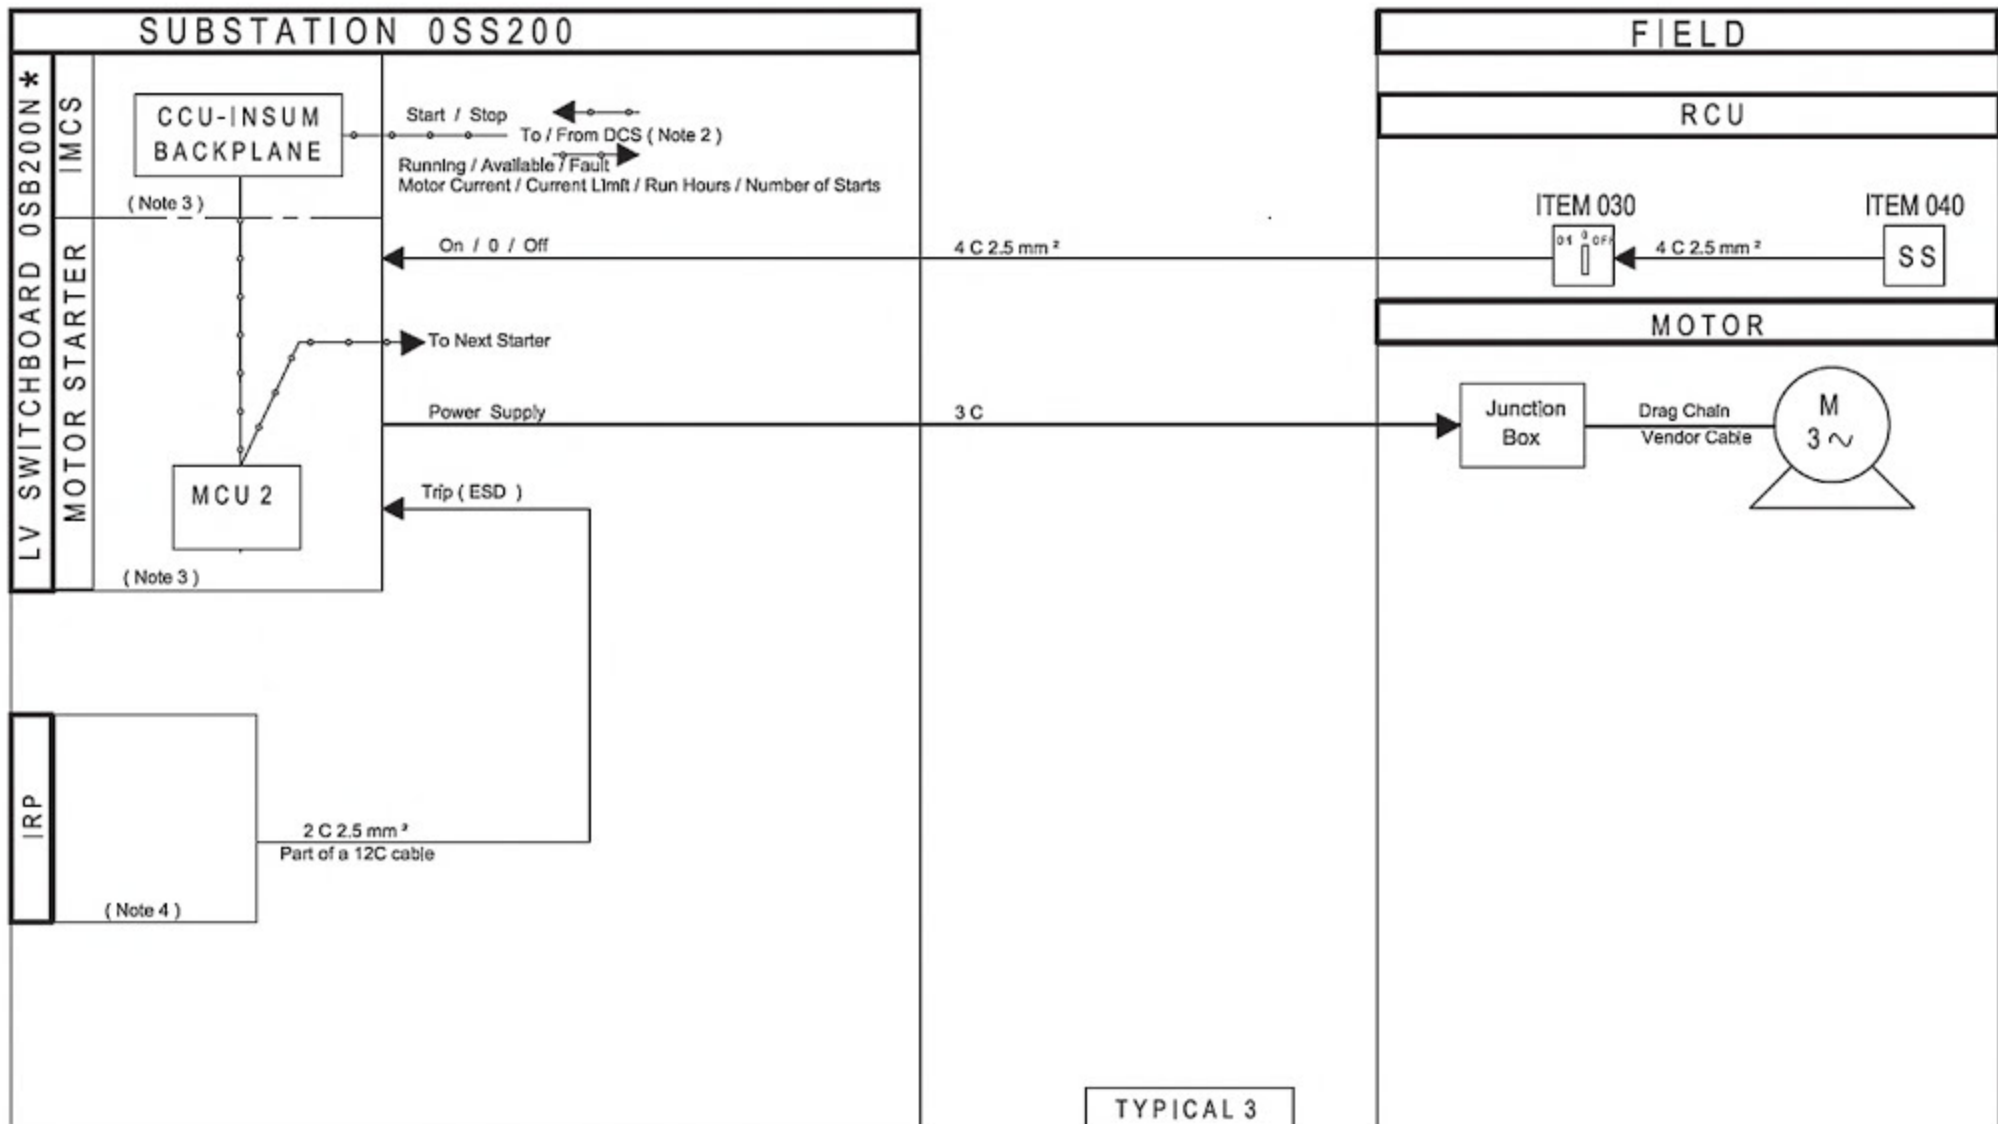 SUBSTATION 0SS200
FIELD
LV SWITCHBOARD 0SB200N*
IMCS
CCU-INSUM
BACKPLANE
( Note 3 )
Start / Stop
To / From DCS ( Note 2 )
Running / Available / Fault
Motor Current / Current Limit / Run Hours / Number of Starts
RCU
ITEM 030
ITEM 040
MOTOR STARTER
On / 0 / Off
4 C 2.5 mm ²
0 OFF
4 C 2.5 mm ²
SS
To Next Starter
MOTOR
Power Supply
3 C
Junction
Box
Drag Chain
Vendor Cable
M
3 ~
MCU 2
Trip ( ESD )
( Note 3 )
IRP
2 C 2.5 mm ²
Part of a 12C cable
( Note 4 )
TYPICAL 3